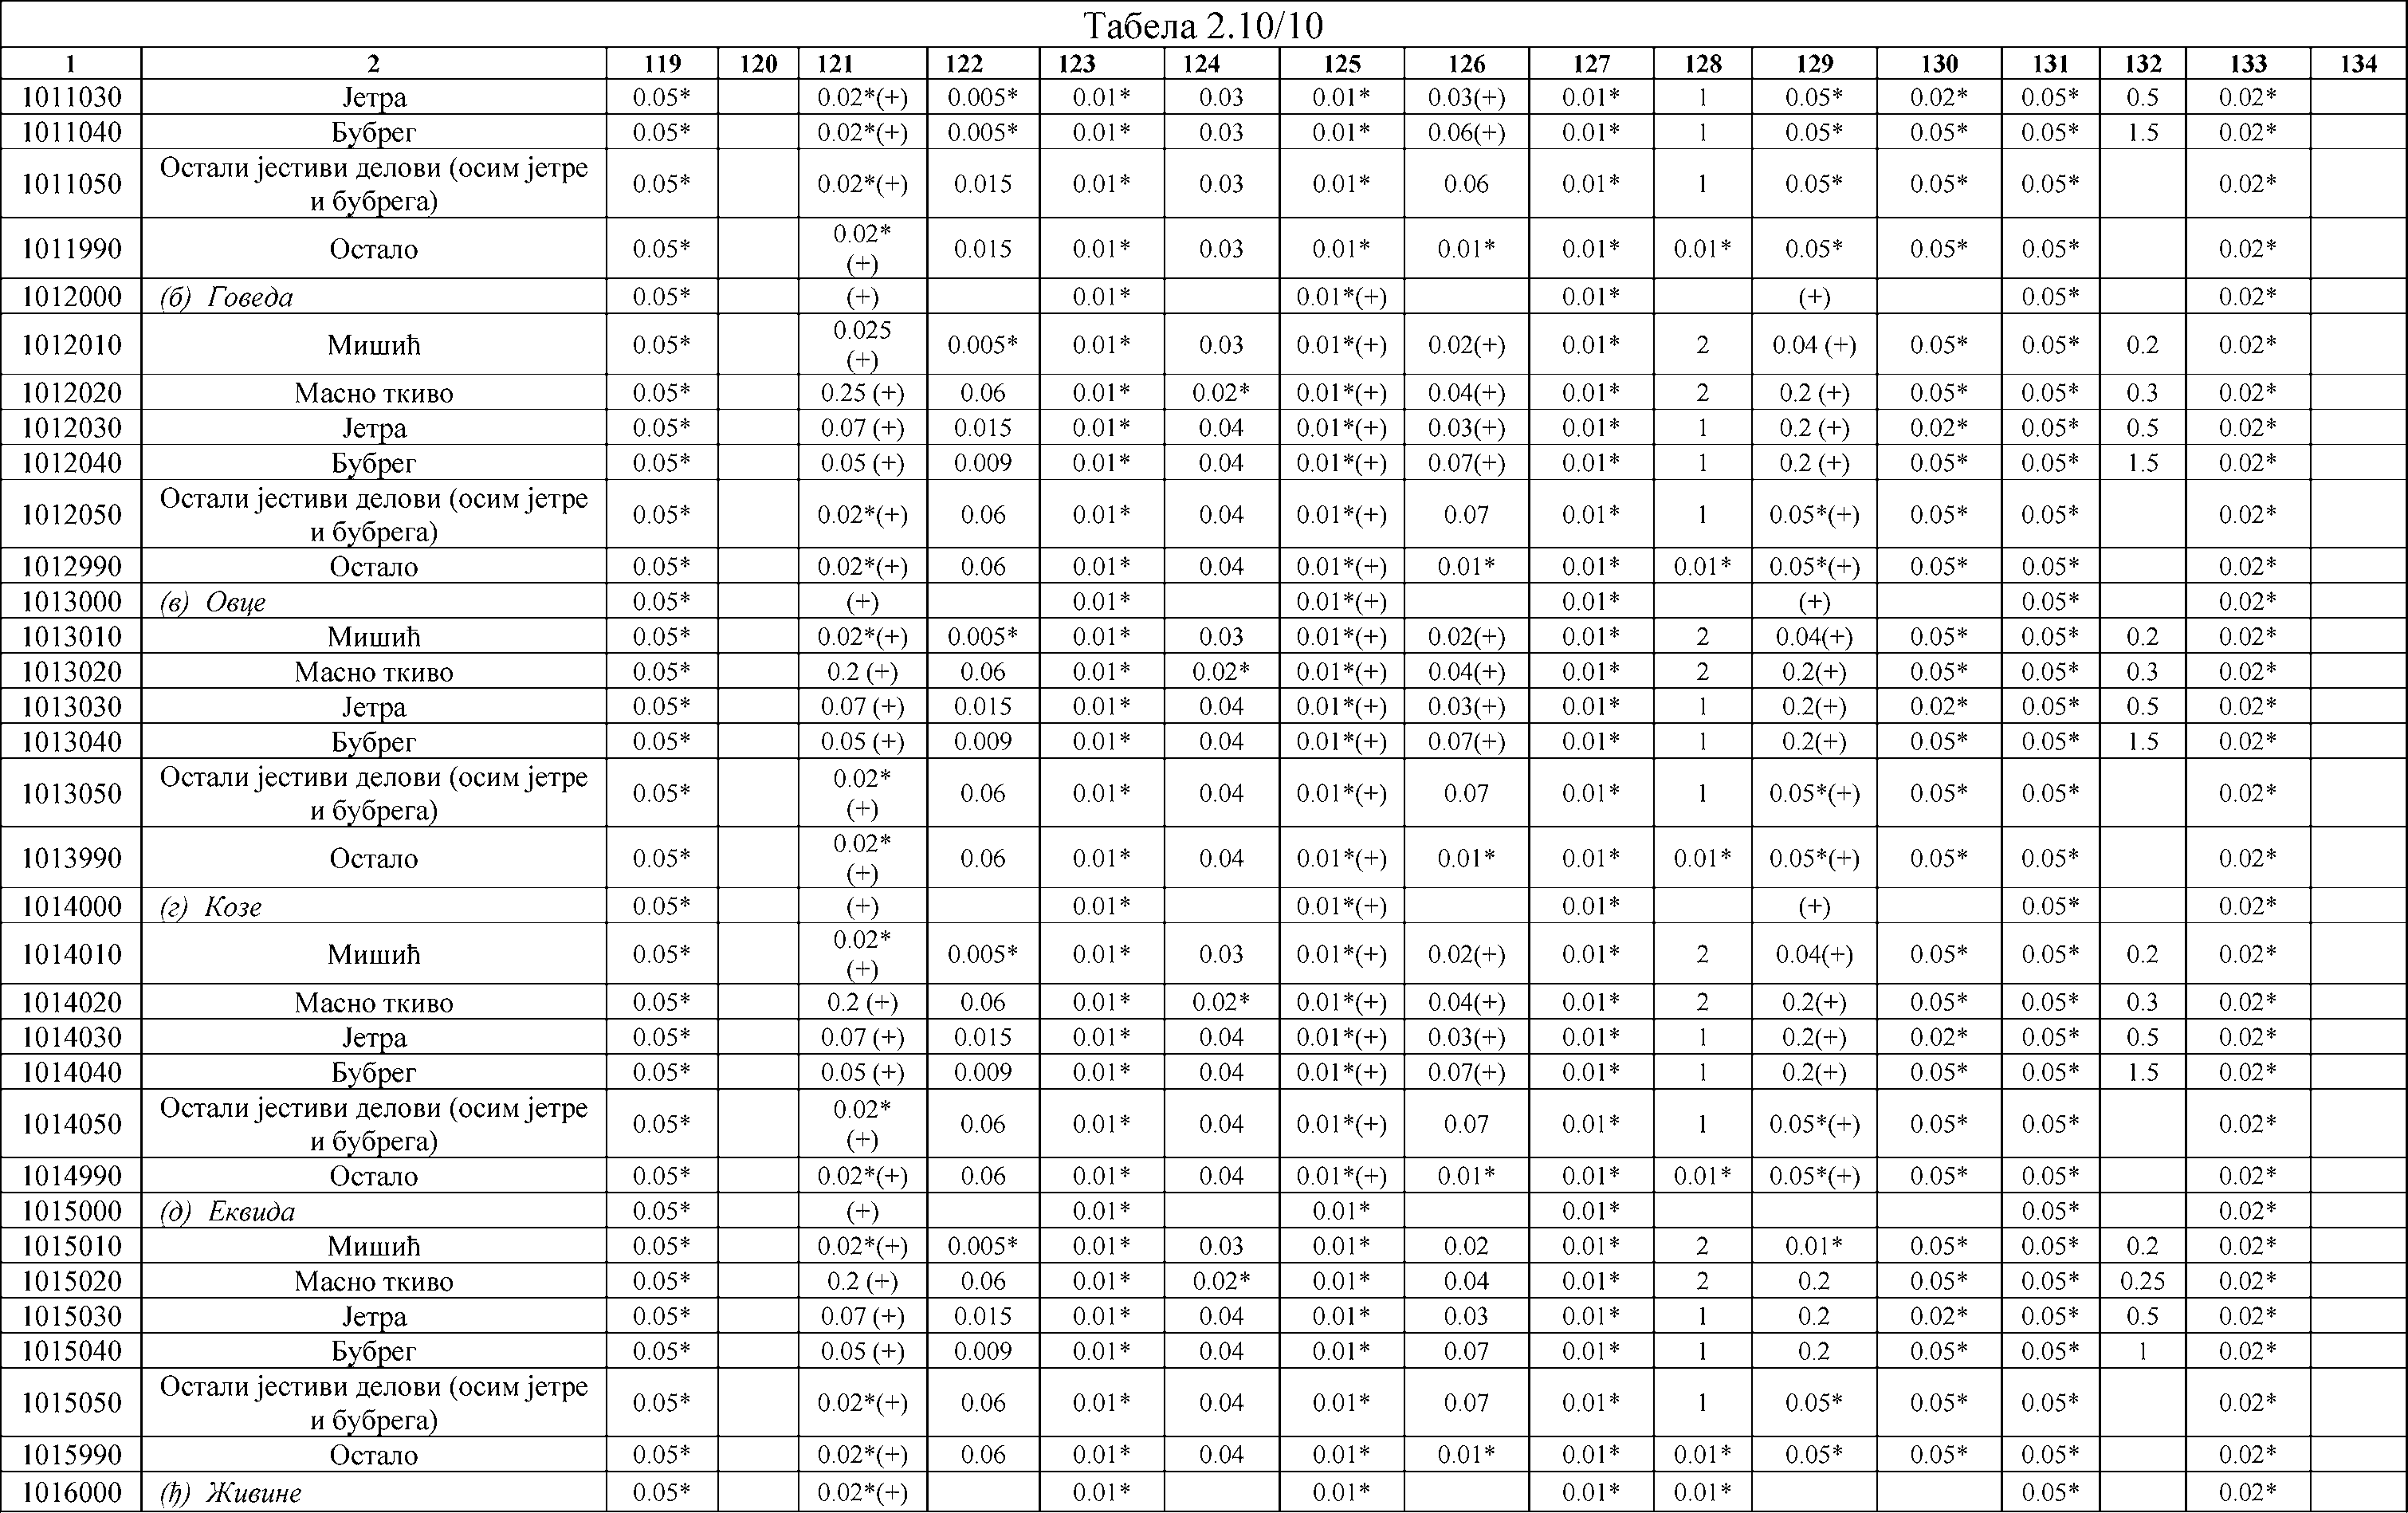 Табела 2.10/10
1 2 119 120 121 122 123 124 125 126 127 128 129 130 131 132 133 134
1011030 Јетра 0.05* 0.02*(+) 0.005* 0.01* 0.03 0.01* 0.03(+) 0.01* 1 0.05* 0.02* 0.05* 0.5 0.02*
1011040 Бубрег 0.05* 0.02*(+) 0.005* 0.01* 0.03 0.01* 0.06(+) 0.01* 1 0.05* 0.05* 0.05* 1.5 0.02*
1011050 Остали јестиви делови (осим јетре
и бубрега) 0.05* 0.02*(+) 0.015 0.01* 0.03 0.01* 0.06 0.01* 1 0.05* 0.05* 0.05* 0.02*
1011990 Остало 0.05* 0.02*
(+) 0.015 0.01* 0.03 0.01* 0.01* 0.01* 0.01* 0.05* 0.05* 0.05* 0.02*
1012000 (б) Говеда 0.05* (+) 0.01* 0.01*(+) 0.01* (+) 0.05* 0.02*
1012010 Мишић 0.05* 0.025
(+) 0.005* 0.01* 0.03 0.01*(+) 0.02(+) 0.01* 2 0.04 (+) 0.05* 0.05* 0.2 0.02*
1012020 Масно ткиво 0.05* 0.25 (+) 0.06 0.01* 0.02* 0.01*(+) 0.04(+) 0.01* 2 0.2 (+) 0.05* 0.05* 0.3 0.02*
1012030 Јетра 0.05* 0.07 (+) 0.015 0.01* 0.04 0.01*(+) 0.03(+) 0.01* 1 0.2 (+) 0.02* 0.05* 0.5 0.02*
1012040 Бубрег 0.05* 0.05 (+) 0.009 0.01* 0.04 0.01*(+) 0.07(+) 0.01* 1 0.2 (+) 0.05* 0.05* 1.5 0.02*
1012050 Остали јестиви делови (осим јетре
и бубрега) 0.05* 0.02*(+) 0.06 0.01* 0.04 0.01*(+) 0.07 0.01* 1 0.05*(+) 0.05* 0.05* 0.02*
1012990 Остало 0.05* 0.02*(+) 0.06 0.01* 0.04 0.01*(+) 0.01* 0.01* 0.01* 0.05*(+) 0.05* 0.05* 0.02*
1013000 (в) Овце 0.05* (+) 0.01* 0.01*(+) 0.01* (+) 0.05* 0.02*
1013010 Мишић 0.05* 0.02*(+) 0.005* 0.01* 0.03 0.01*(+) 0.02(+) 0.01* 2 0.04(+) 0.05* 0.05* 0.2 0.02*
1013020 Масно ткиво 0.05* 0.2 (+) 0.06 0.01* 0.02* 0.01*(+) 0.04(+) 0.01* 2 0.2(+) 0.05* 0.05* 0.3 0.02*
1013030 Јетра 0.05* 0.07 (+) 0.015 0.01* 0.04 0.01*(+) 0.03(+) 0.01* 1 0.2(+) 0.02* 0.05* 0.5 0.02*
1013040 Бубрег 0.05* 0.05 (+) 0.009 0.01* 0.04 0.01*(+) 0.07(+) 0.01* 1 0.2(+) 0.05* 0.05* 1.5 0.02*
1013050 Остали јестиви делови (осим јетре
и бубрега) 0.05* 0.02*
(+) 0.06 0.01* 0.04 0.01*(+) 0.07 0.01* 1 0.05*(+) 0.05* 0.05* 0.02*
1013990 Остало 0.05* 0.02*
(+) 0.06 0.01* 0.04 0.01*(+) 0.01* 0.01* 0.01* 0.05*(+) 0.05* 0.05* 0.02*
1014000 (г) Козе 0.05* (+) 0.01* 0.01*(+) 0.01* (+) 0.05* 0.02*
1014010 Мишић 0.05* 0.02*
(+) 0.005* 0.01* 0.03 0.01*(+) 0.02(+) 0.01* 2 0.04(+) 0.05* 0.05* 0.2 0.02*
1014020 Масно ткиво 0.05* 0.2 (+) 0.06 0.01* 0.02* 0.01*(+) 0.04(+) 0.01* 2 0.2(+) 0.05* 0.05* 0.3 0.02*
1014030 Јетра 0.05* 0.07 (+) 0.015 0.01* 0.04 0.01*(+) 0.03(+) 0.01* 1 0.2(+) 0.02* 0.05* 0.5 0.02*
1014040 Бубрег 0.05* 0.05 (+) 0.009 0.01* 0.04 0.01*(+) 0.07(+) 0.01* 1 0.2(+) 0.05* 0.05* 1.5 0.02*
1014050 Остали јестиви делови (осим јетре
и бубрега) 0.05* 0.02*
(+) 0.06 0.01* 0.04 0.01*(+) 0.07 0.01* 1 0.05*(+) 0.05* 0.05* 0.02*
1014990 Остало 0.05* 0.02*(+) 0.06 0.01* 0.04 0.01*(+) 0.01* 0.01* 0.01* 0.05*(+) 0.05* 0.05* 0.02*
1015000 (д) Еквида 0.05* (+) 0.01* 0.01* 0.01* 0.05* 0.02*
1015010 Мишић 0.05* 0.02*(+) 0.005* 0.01* 0.03 0.01* 0.02 0.01* 2 0.01* 0.05* 0.05* 0.2 0.02*
1015020 Масно ткиво 0.05* 0.2 (+) 0.06 0.01* 0.02* 0.01* 0.04 0.01* 2 0.2 0.05* 0.05* 0.25 0.02*
1015030 Јетра 0.05* 0.07 (+) 0.015 0.01* 0.04 0.01* 0.03 0.01* 1 0.2 0.02* 0.05* 0.5 0.02*
1015040 Бубрег 0.05* 0.05 (+) 0.009 0.01* 0.04 0.01* 0.07 0.01* 1 0.2 0.05* 0.05* 1 0.02*
1015050 Остали јестиви делови (осим јетре
и бубрега) 0.05* 0.02*(+) 0.06 0.01* 0.04 0.01* 0.07 0.01* 1 0.05* 0.05* 0.05* 0.02*
1015990 Остало 0.05* 0.02*(+) 0.06 0.01* 0.04 0.01* 0.01* 0.01* 0.01* 0.05* 0.05* 0.05* 0.02*
1016000 (ђ) Живине 0.05* 0.02*(+) 0.01* 0.01* 0.01* 0.01* 0.05* 0.02*